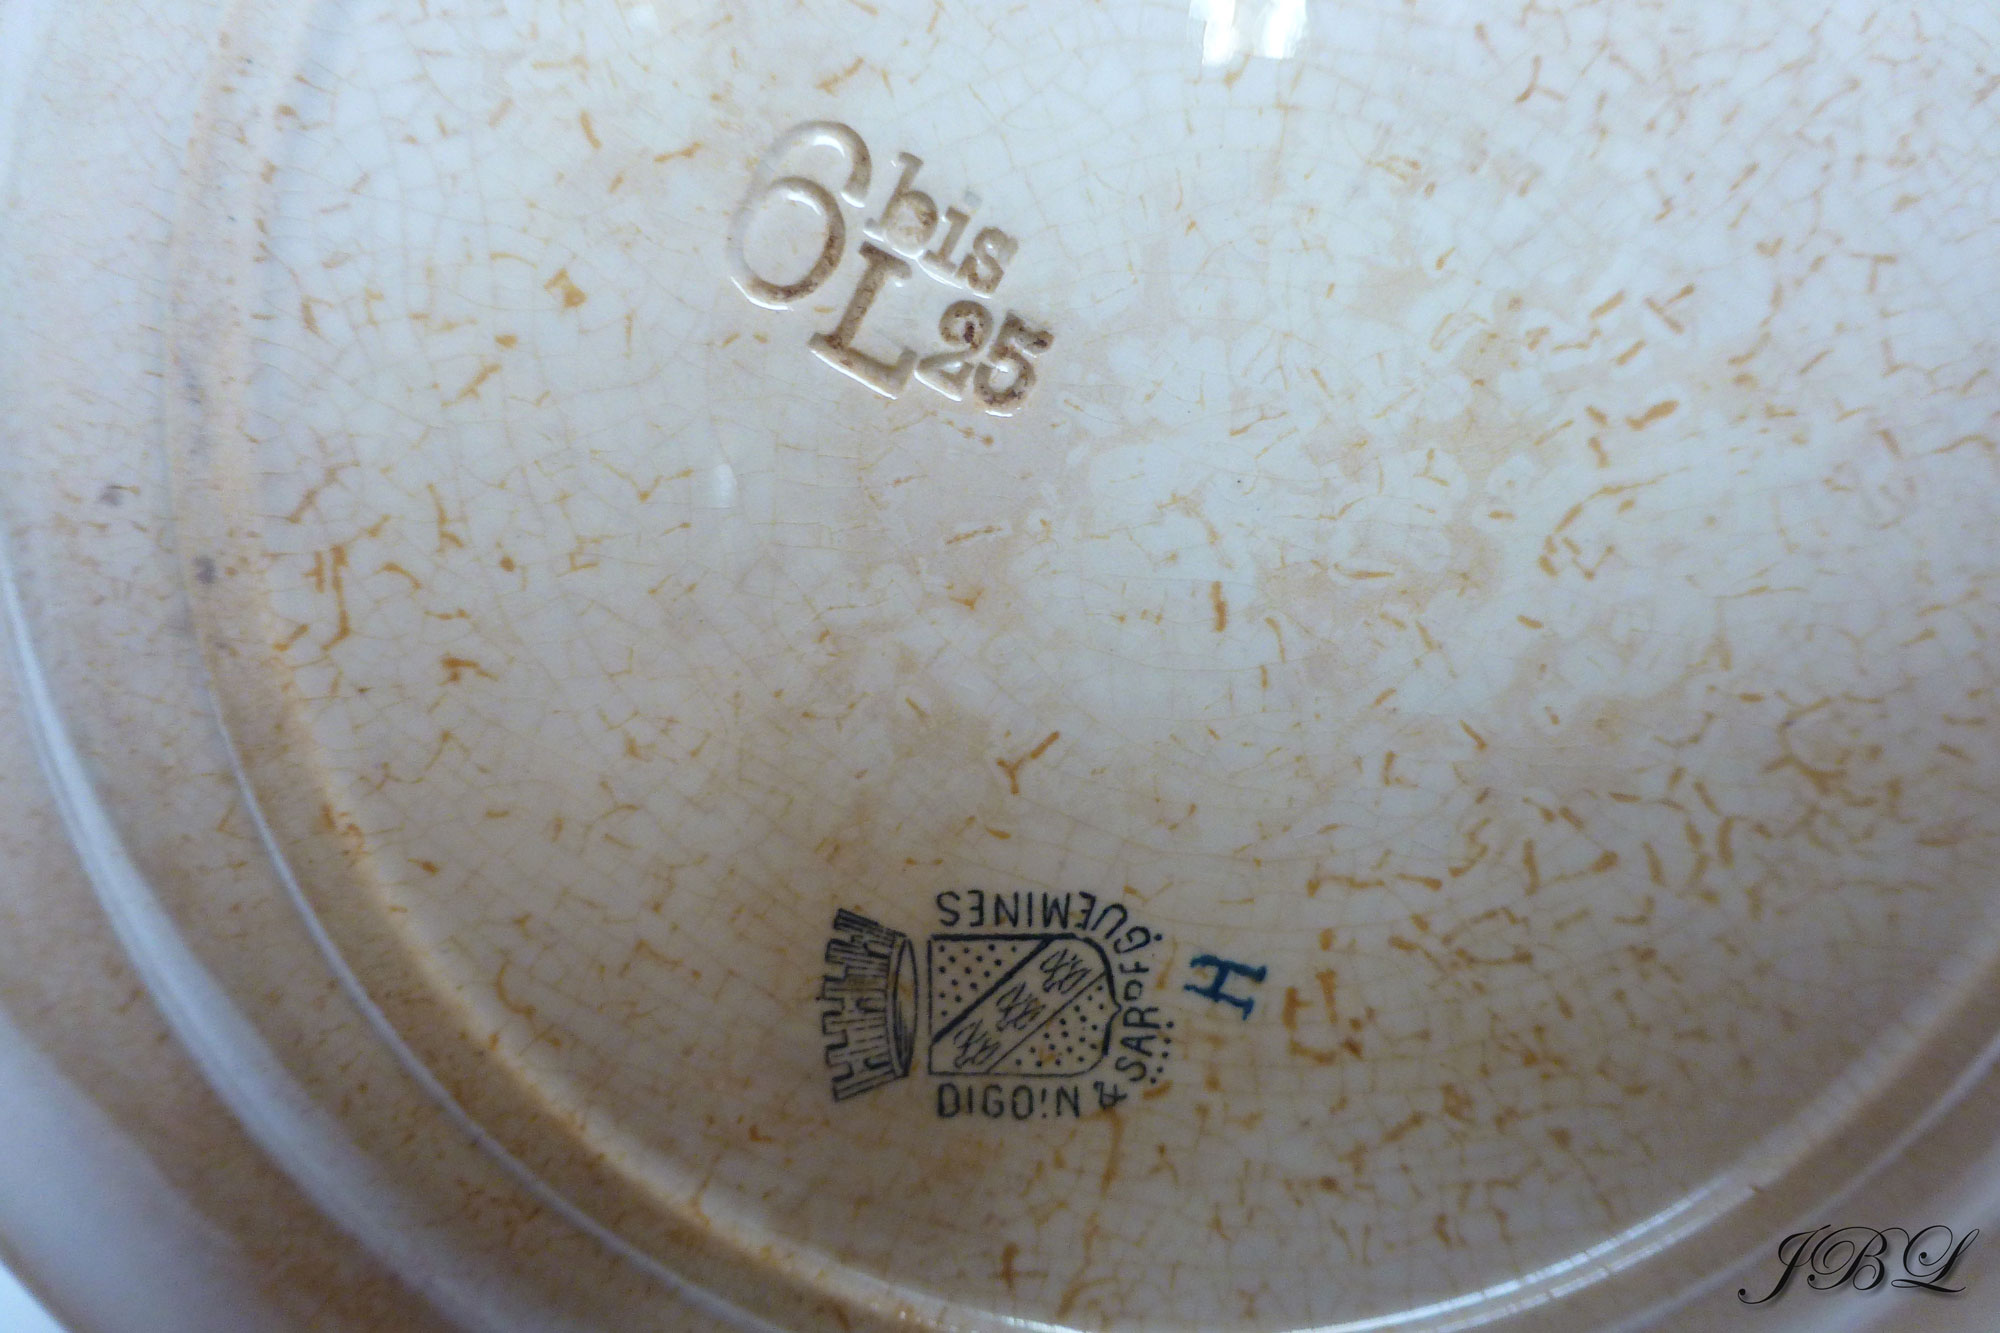 6 bis
L 25
DIGOIN & SARREGUEMINES
H
JBL